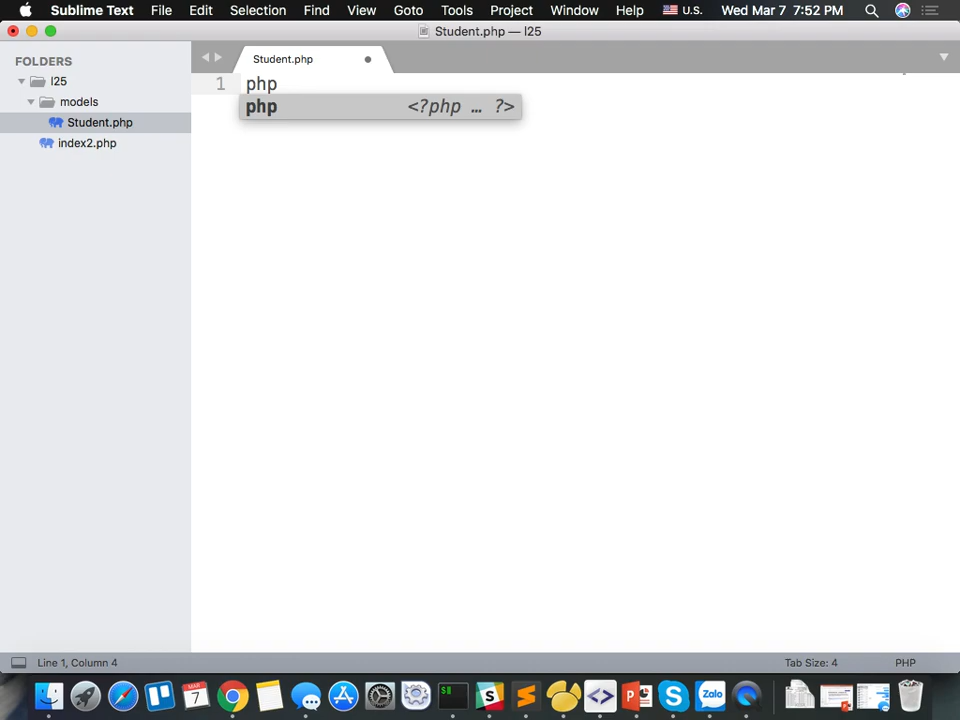 Sublime Text File Edit Selection Find View Goto Tools Project Window Help U.S. Wed Mar 7 7:52 PM
Student.php — l25
FOLDERS
l25
models
Student.php
index2.php
Student.php
1 php
php <?php … ?>
Line 1, Column 4 Tab Size: 4 PHP
MAR
7
$
Zalo